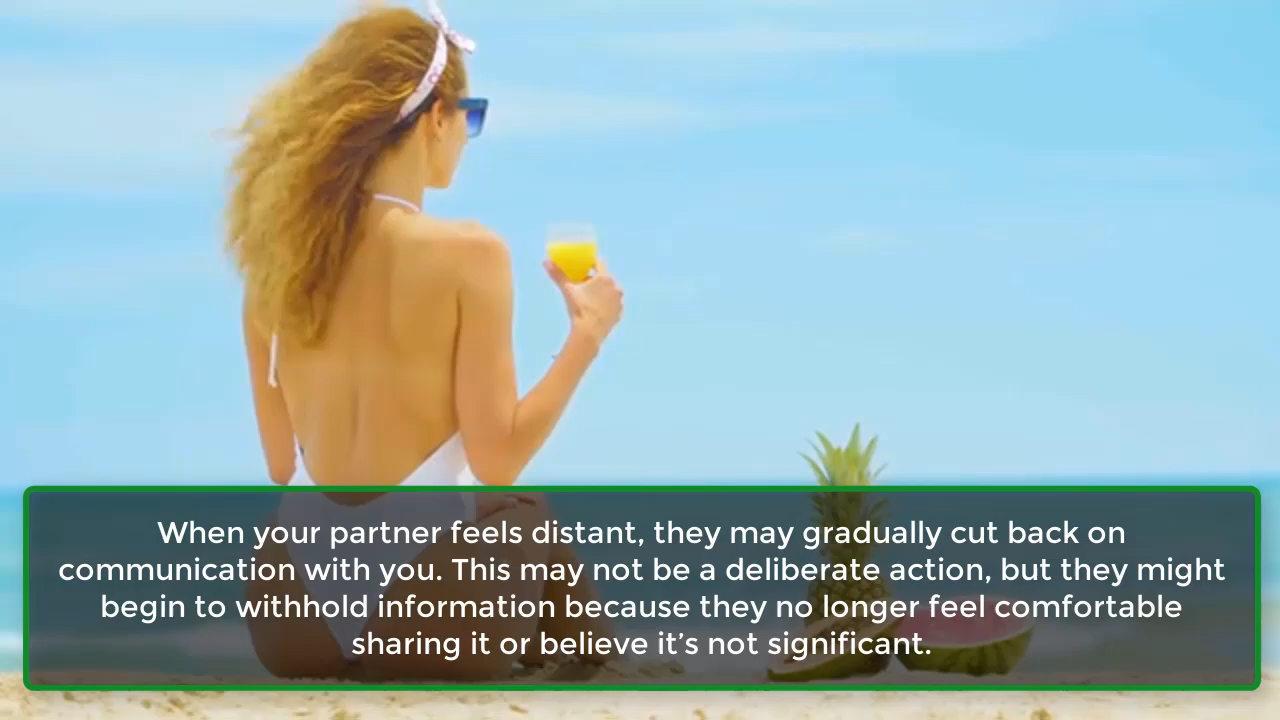 When your partner feels distant, they may gradually cut back on
communication with you. This may not be a deliberate action, but they might
begin to withhold information because they no longer feel comfortable
sharing it or believe it’s not significant.